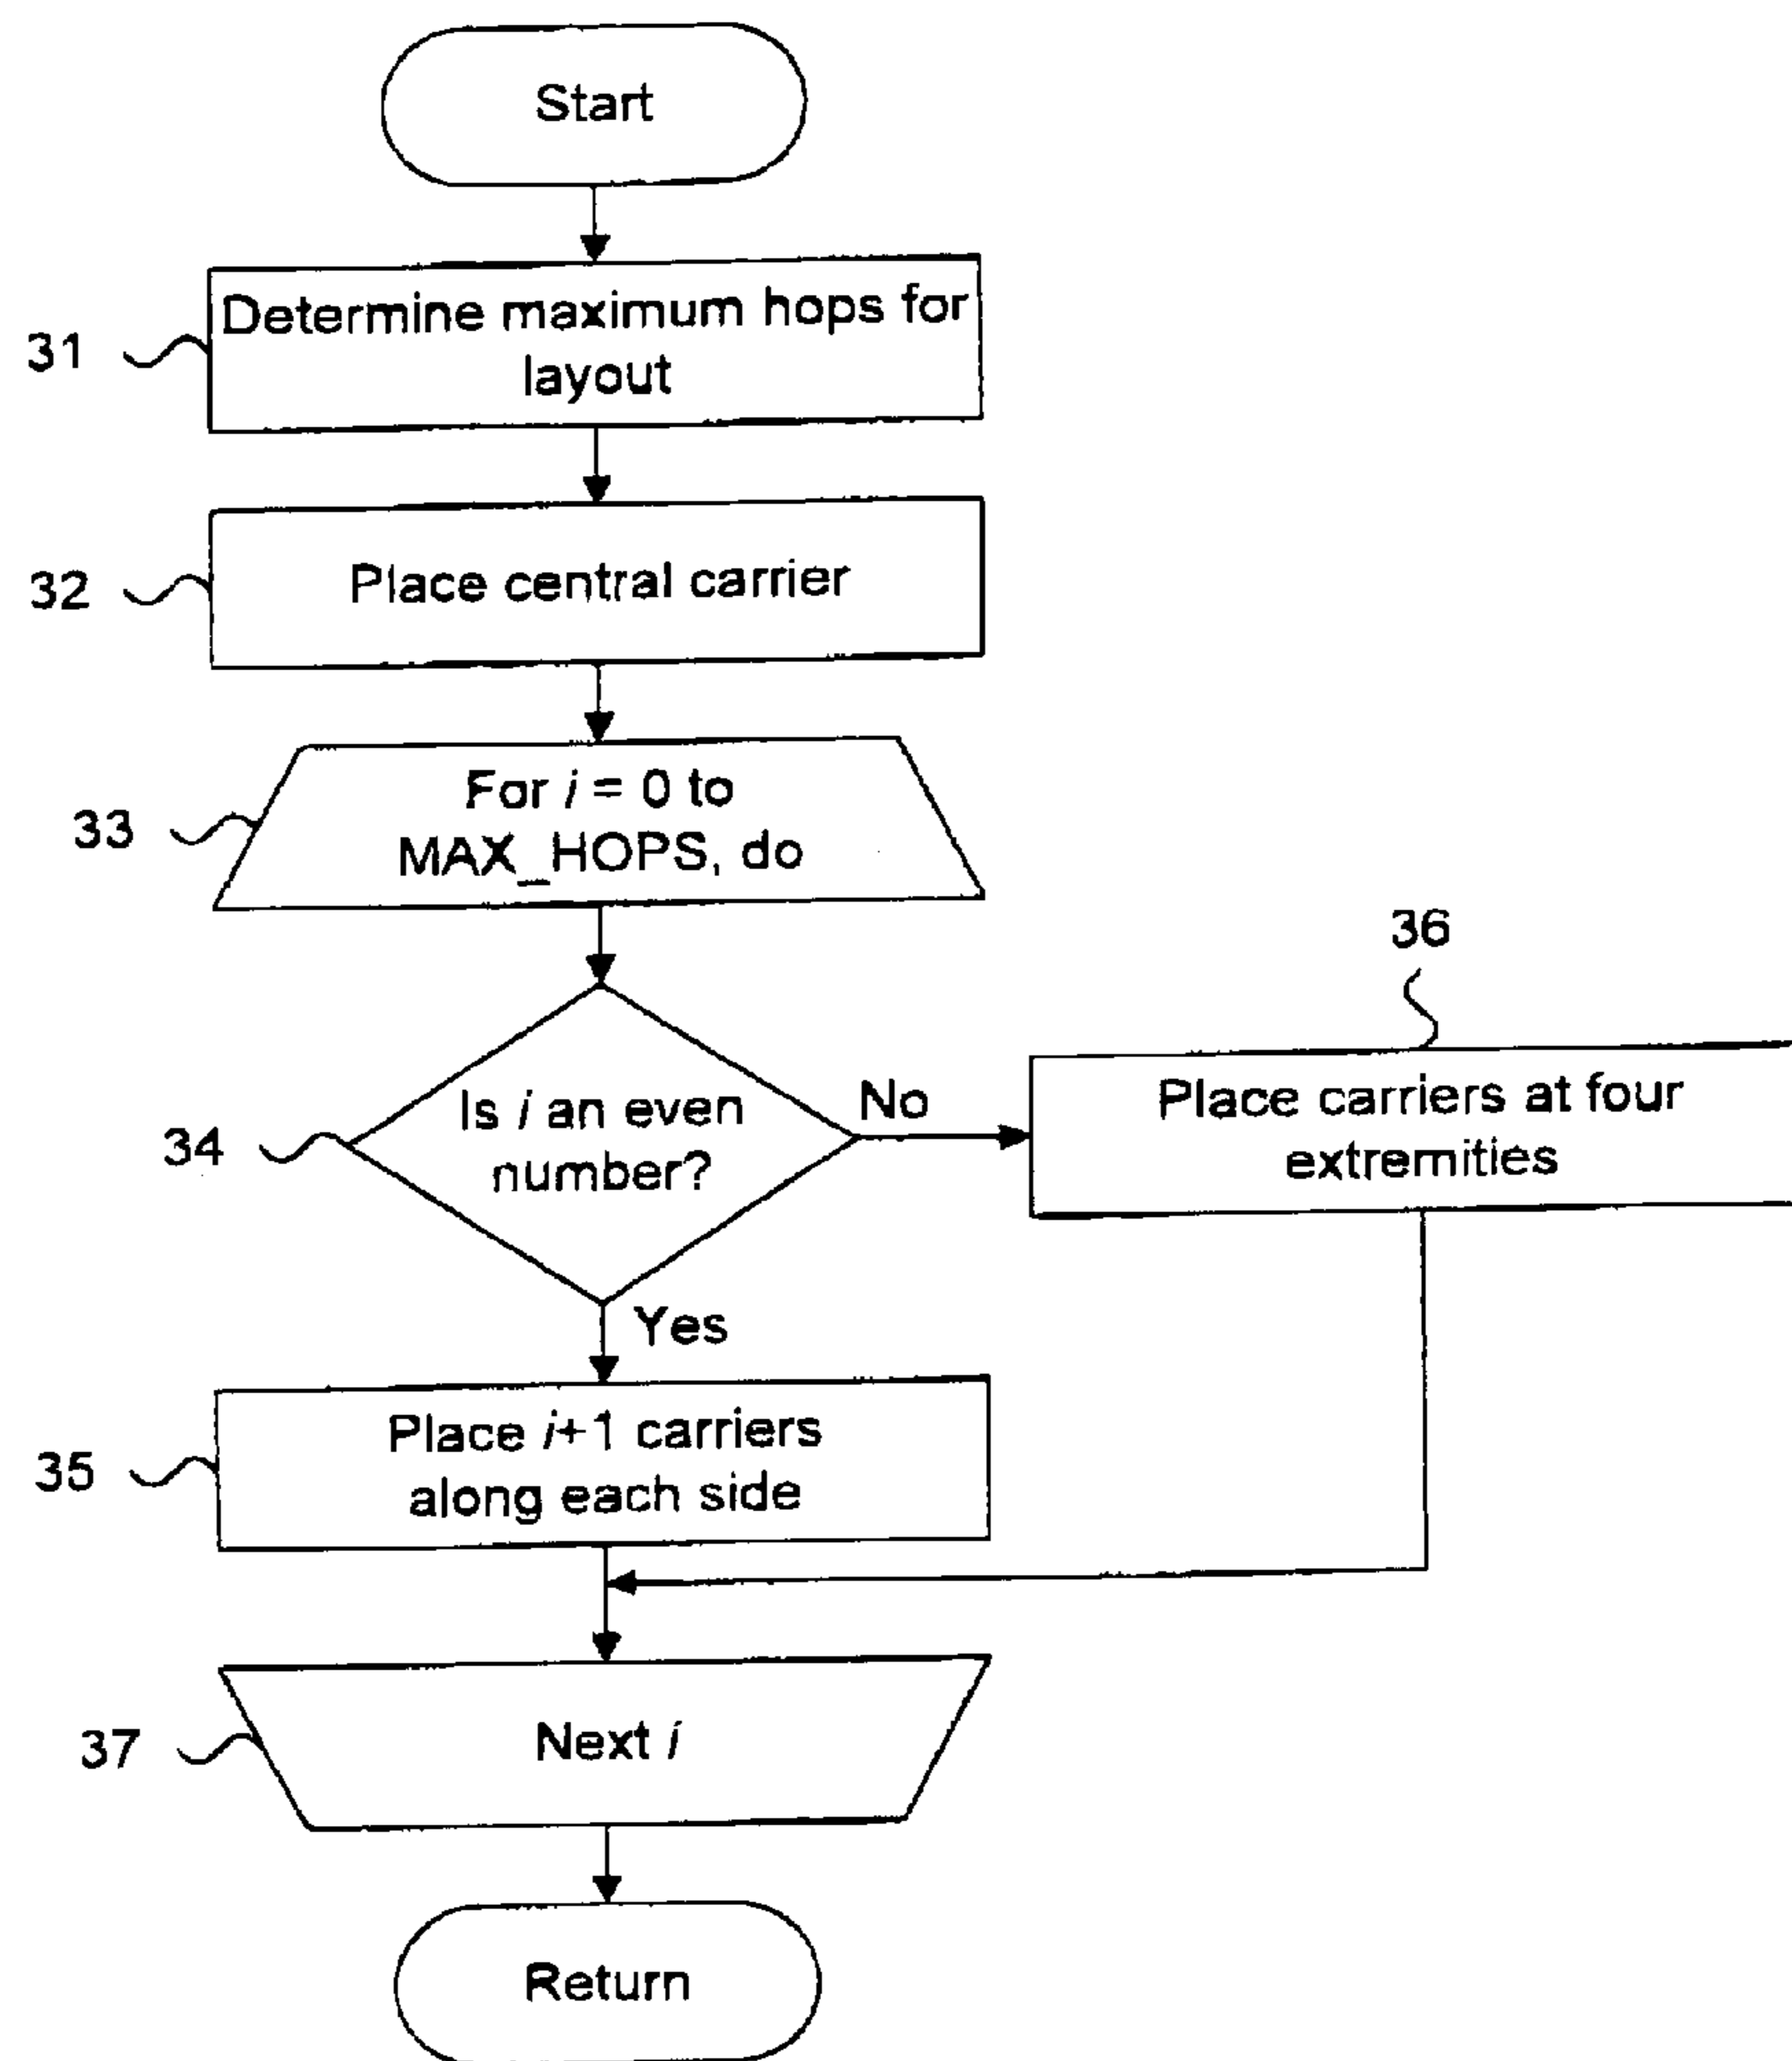 Start
31
Determine maximum hops for
layout
32
Place central carrier
33
For i = 0 to
MAX_HOPS, do
36
34
Is i an even
number?
No
Place carriers at four
extremities
Yes
35
Place i+1 carriers
along each side
37
Next i
Return